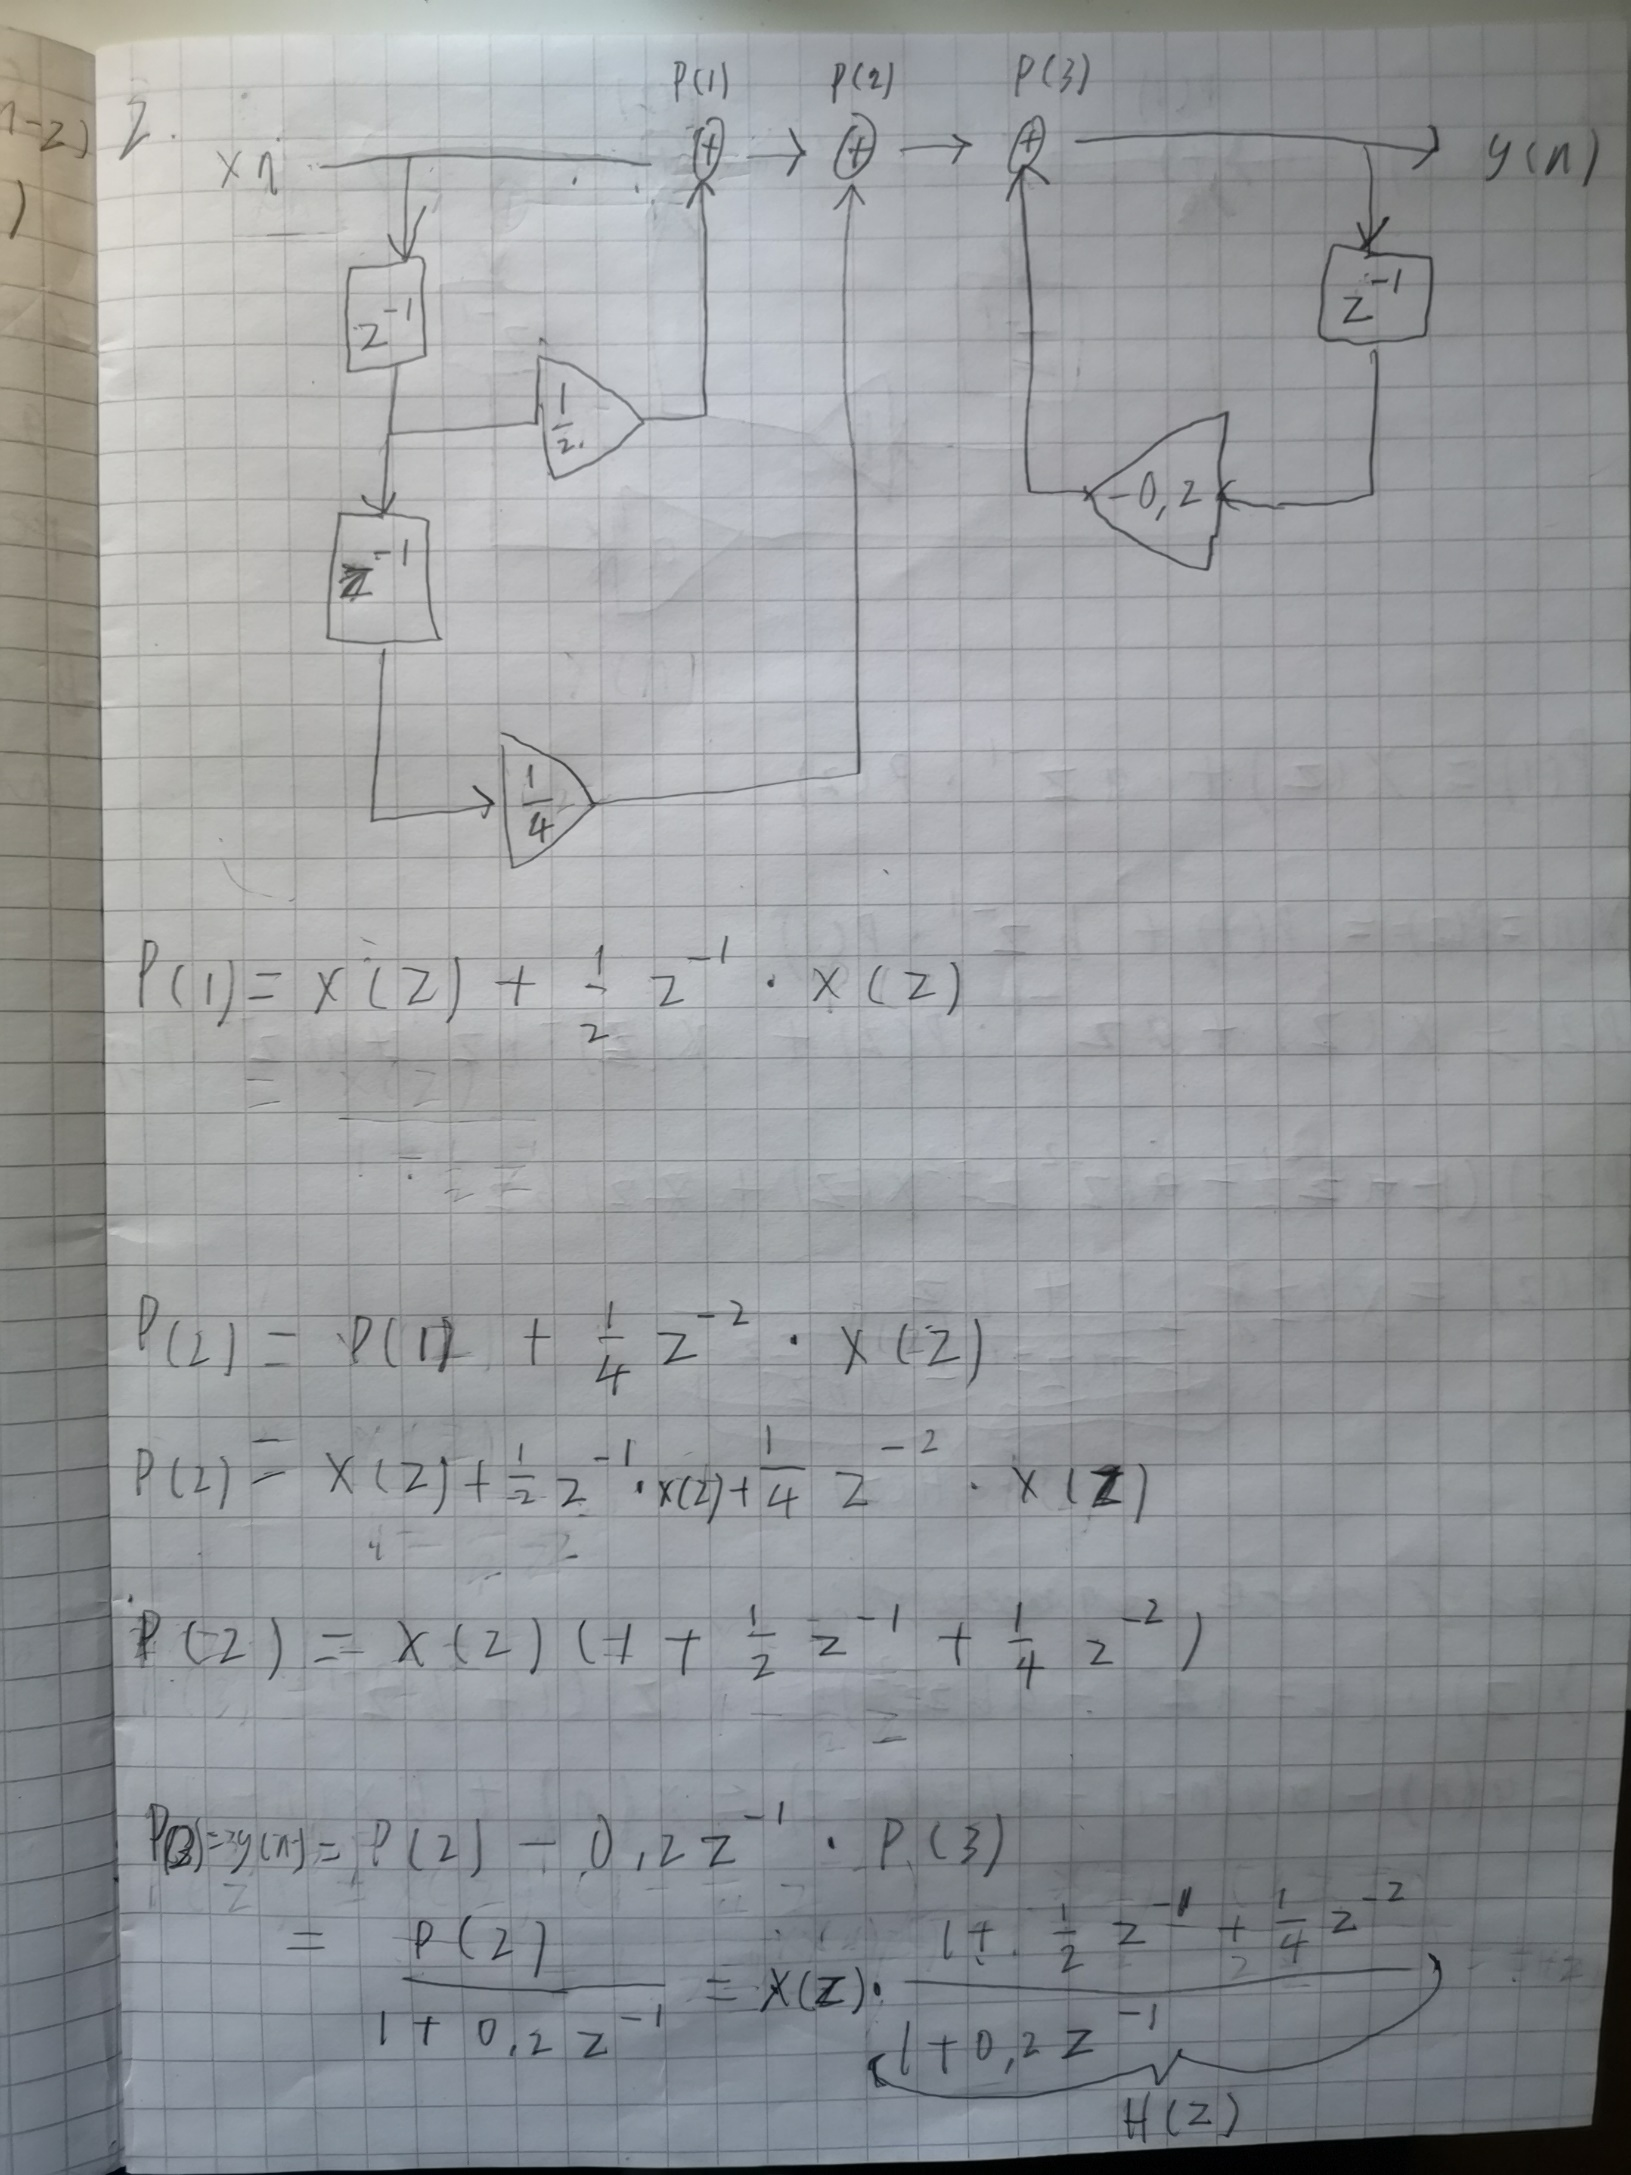 n-2)
)
2.
P(1) P(2) P(3)
xn + → + → + y(n)
z⁻¹ z⁻¹
1/2
-0,2
z⁻¹
1/4
P(1) = X(z) + 1/2 z⁻¹ · X(z)
P(2) = P(1) + 1/4 z⁻² · X(z)
P(2) = X(z) + 1/2 z⁻¹ · X(z) + 1/4 z⁻² · X(z)
P(2) = X(z) (1 + 1/2 z⁻¹ + 1/4 z⁻²)
P(3) = y(n) = P(2) - 0,2 z⁻¹ · P(3)
= P(2) / 1 + 0,2 z⁻¹ = X(z) · 1 + 1/2 z⁻¹ + 1/4 z⁻² / 1 + 0,2 z⁻¹
H(z)